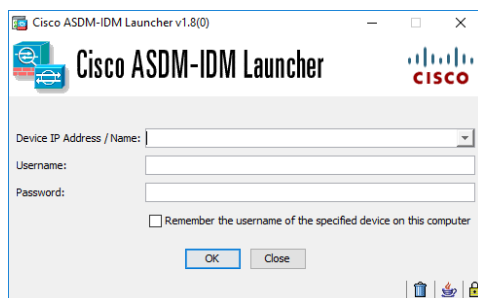 Cisco ASDM-IDM Launcher v1.8(0)
Cisco ASDM-IDM Launcher
CISCO
Device IP Address / Name:
Username:
Password:
Remember the username of the specified device on this computer
OK Close